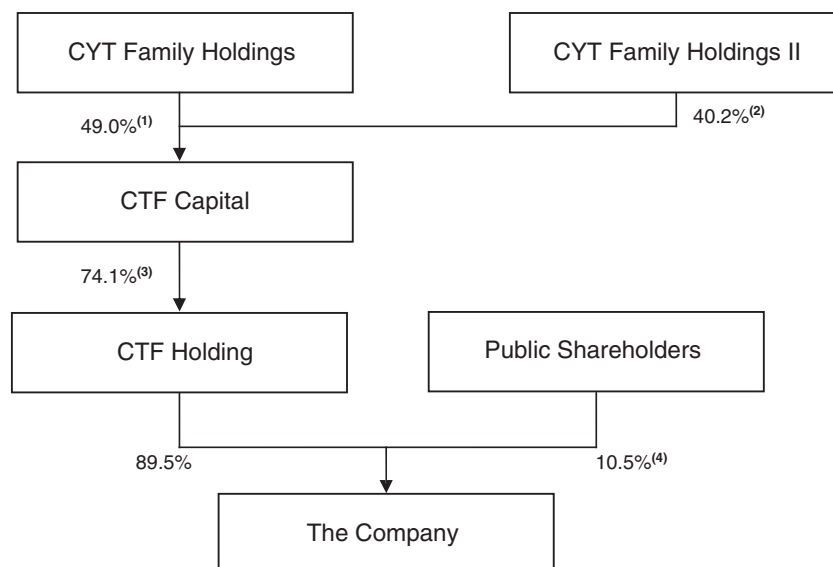 CYT Family Holdings
CYT Family Holdings II
49.0%(1)
40.2%(2)
CTF Capital
74.1%(3)
CTF Holding
Public Shareholders
89.5%
10.5%(4)
The Company